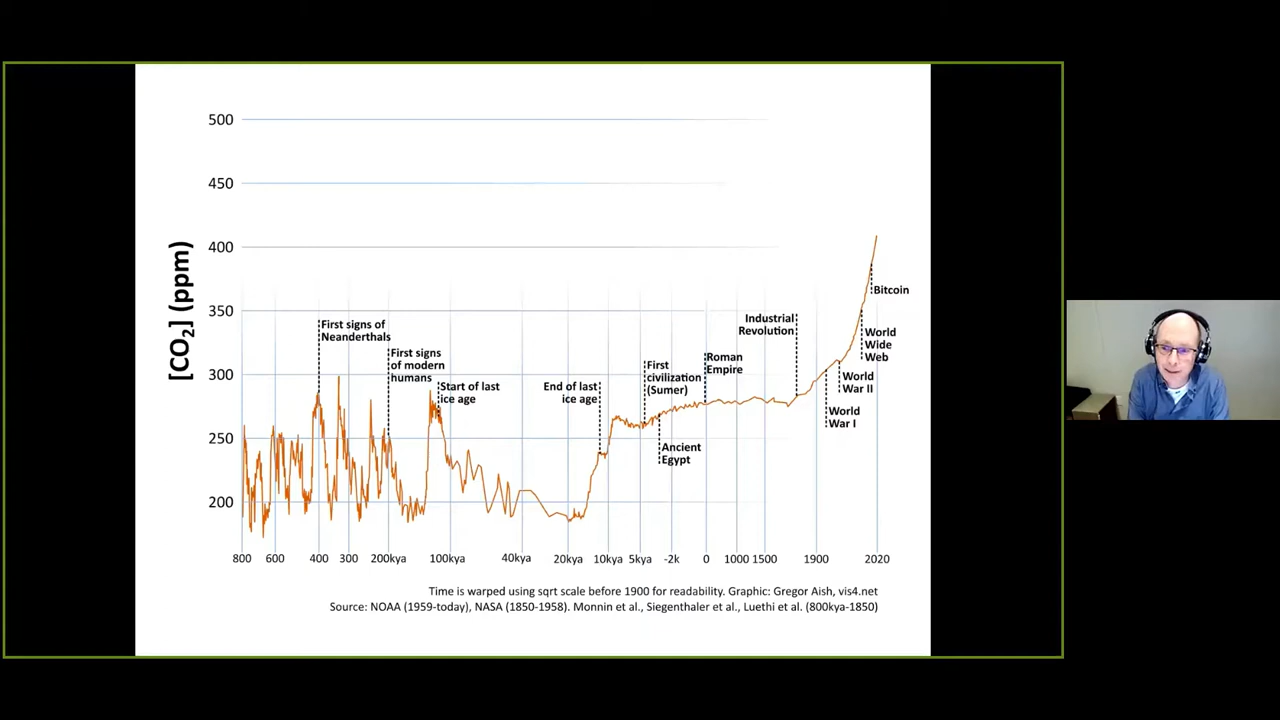 500
450
400
350
300
250
200
[CO2] (ppm)
First signs of
Neanderthals
First signs
of modern
humans
Start of last
ice age
End of last
ice age
First
civilization
(Sumer)
Ancient
Egypt
Roman
Empire
Industrial
Revolution
World
War I
World
War II
World
Wide
Web
Bitcoin
800 600 400 300 200kya 100kya 40kya 20kya 10kya 5kya -2k 0 1000 1500 1900 2020
Time is warped using sqrt scale before 1900 for readability. Graphic: Gregor Aish, vis4.net
Source: NOAA (1959-today), NASA (1850-1958). Monnin et al., Siegenthaler et al., Luethi et al. (800kya-1850)